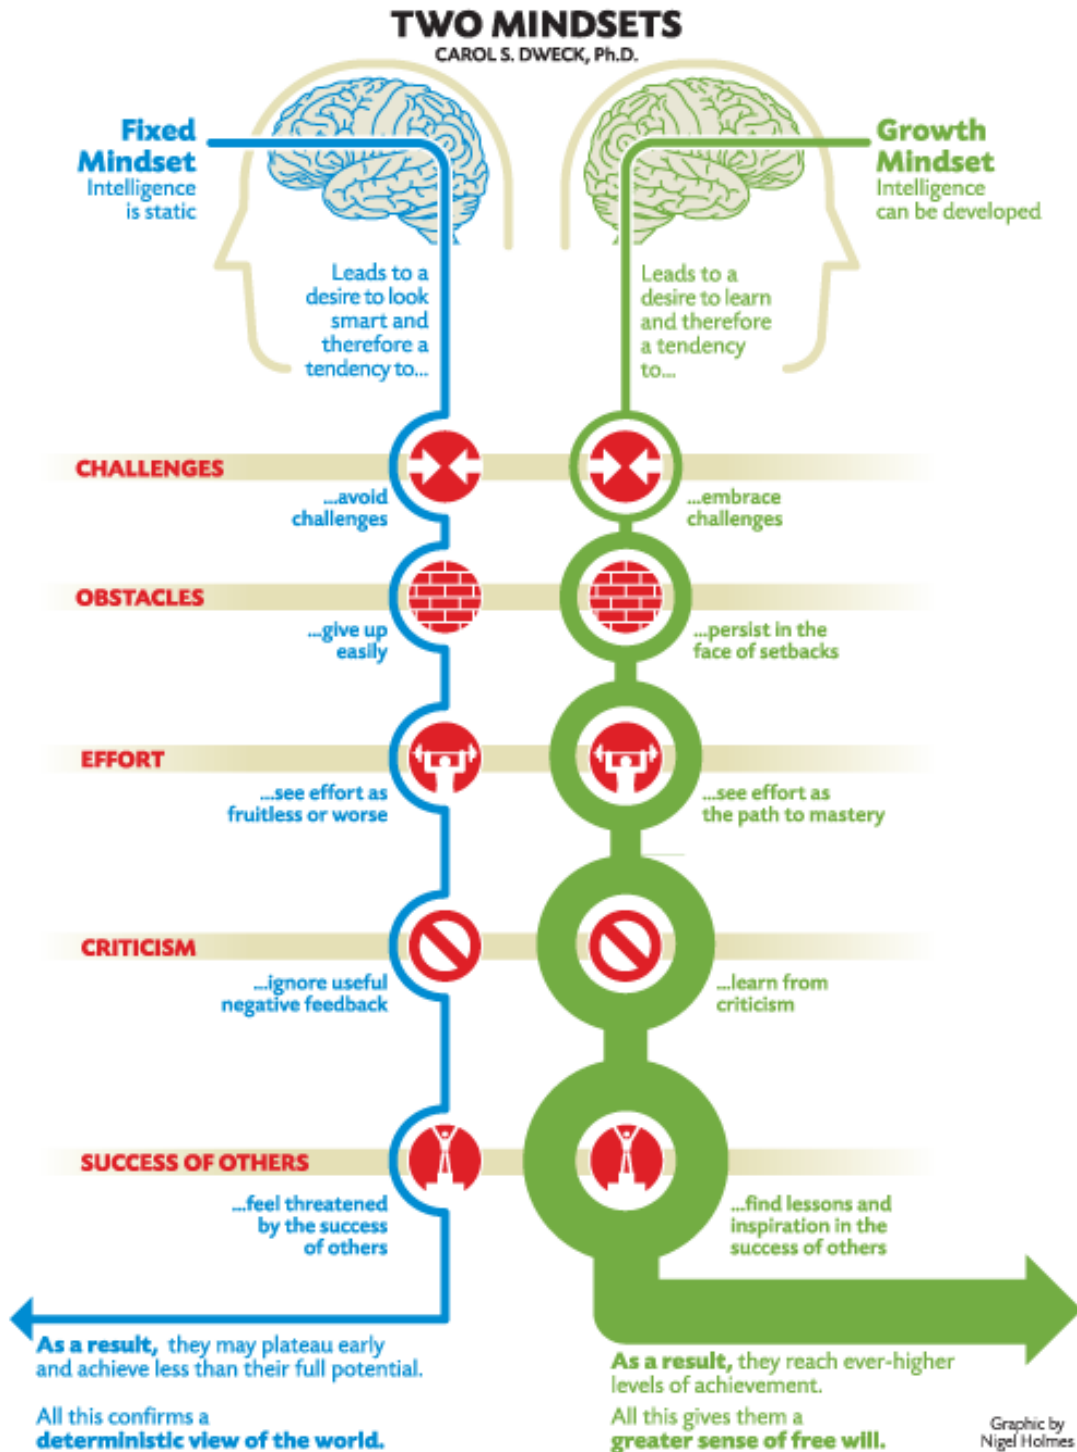 TWO MINDSETS
CAROL S. DWECK, Ph.D.
Fixed
Mindset
Intelligence
is static
Growth
Mindset
Intelligence
can be developed
Leads to a
desire to look
smart and
therefore a
tendency to...
Leads to a
desire to learn
and therefore
a tendency
to...
CHALLENGES
...avoid
challenges
...embrace
challenges
OBSTACLES
...give up
easily
...persist in the
face of setbacks
EFFORT
...see effort as
fruitless or worse
...see effort as
the path to mastery
CRITICISM
...ignore useful
negative feedback
...learn from
criticism
SUCCESS OF OTHERS
...feel threatened
by the success
of others
...find lessons and
inspiration in the
success of others
As a result, they may plateau early
and achieve less than their full potential.
All this confirms a
deterministic view of the world.
As a result, they reach ever-higher
levels of achievement.
All this gives them a
greater sense of free will.
Graphic by
Nigel Holmes